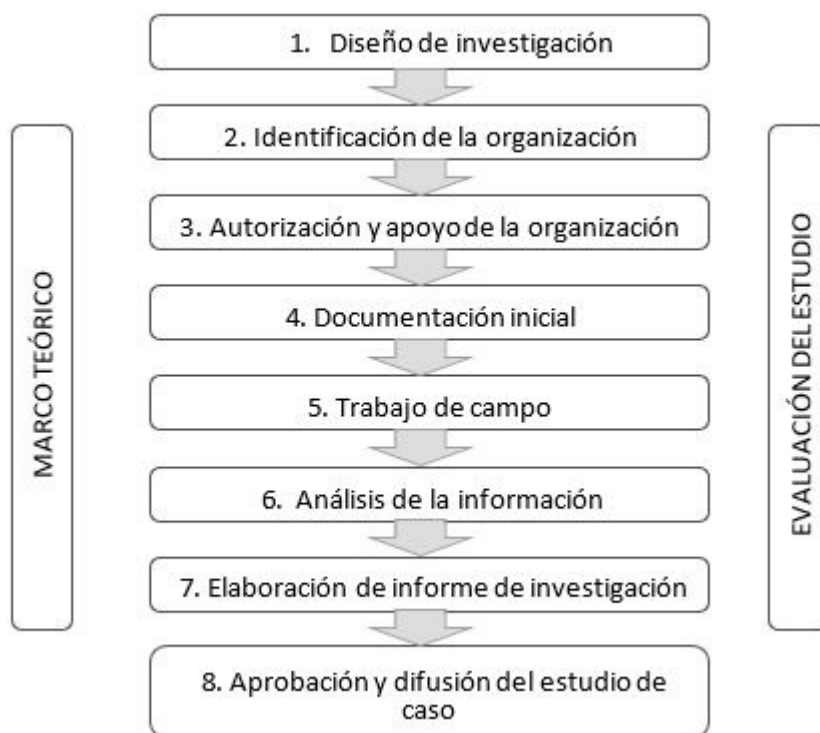 1. Diseño de investigación
2. Identificación de la organización
3. Autorización y apoyo de la organización
4. Documentación inicial
5. Trabajo de campo
6. Análisis de la información
7. Elaboración de informe de investigación
8. Aprobación y difusión del estudio de
caso
MARCO TEÓRICO
EVALUACIÓN DEL ESTUDIO